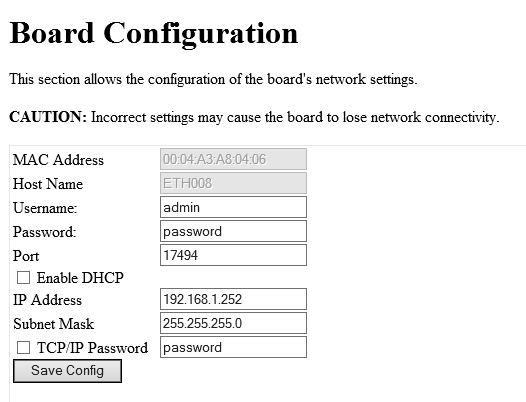 Board Configuration
This section allows the configuration of the board's network settings.
CAUTION: Incorrect settings may cause the board to lose network connectivity.
MAC Address 00:04:A3:A8:04:06
Host Name ETH008
Username: admin
Password: password
Port 17494
Enable DHCP
IP Address 192.168.1.252
Subnet Mask 255.255.255.0
TCP/IP Password password
Save Config